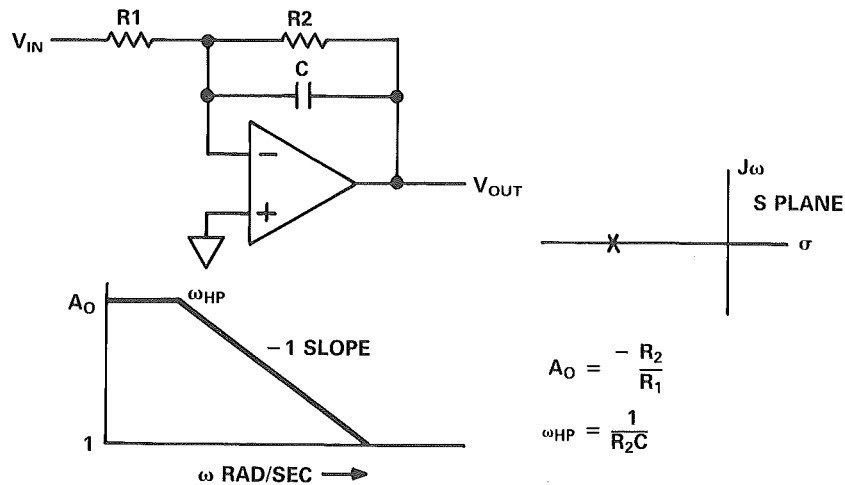 R1
R2
V_IN
C
−
+
V_OUT
Jω
S PLANE
σ
A_O
ω_HP
−1 SLOPE
1
ω RAD/SEC
A_O = − R_2 / R_1
ω_HP = 1 / R_2C